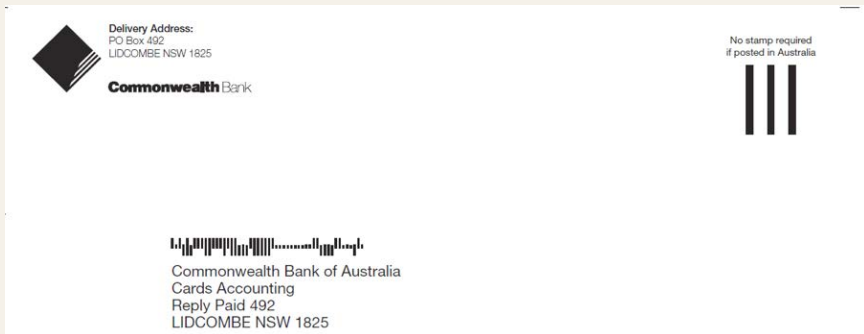 Delivery Address:
PO Box 492
LIDCOMBE NSW 1825
Commonwealth Bank
No stamp required
if posted in Australia
Commonwealth Bank of Australia
Cards Accounting
Reply Paid 492
LIDCOMBE NSW 1825